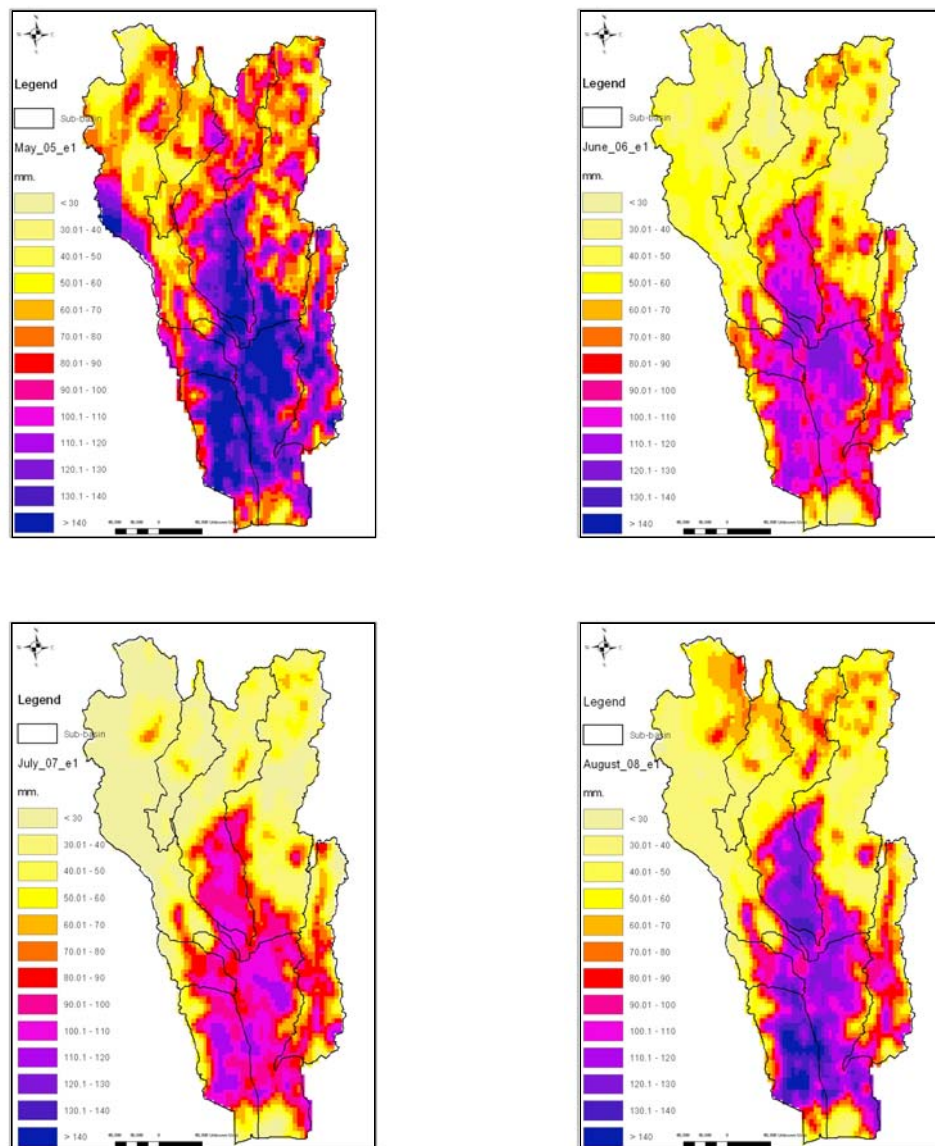 Legend
Sub-basin
May_05_e1
mm.
< 30
30.01 - 40
40.01 - 50
50.01 - 60
60.01 - 70
70.01 - 80
80.01 - 90
90.01 - 100
100.1 - 110
110.1 - 120
120.1 - 130
130.1 - 140
> 140
Legend
Sub-basin
June_06_e1
mm.
< 30
30.01 - 40
40.01 - 50
50.01 - 60
60.01 - 70
70.01 - 80
80.01 - 90
90.01 - 100
100.1 - 110
110.1 - 120
120.1 - 130
130.1 - 140
> 140
Legend
Sub-basin
July_07_e1
mm.
< 30
30.01 - 40
40.01 - 50
50.01 - 60
60.01 - 70
70.01 - 80
80.01 - 90
90.01 - 100
100.1 - 110
110.1 - 120
120.1 - 130
130.1 - 140
> 140
Legend
Sub-basin
August_08_e1
mm.
< 30
30.01 - 40
40.01 - 50
50.01 - 60
60.01 - 70
70.01 - 80
80.01 - 90
90.01 - 100
100.1 - 110
110.1 - 120
120.1 - 130
130.1 - 140
> 140